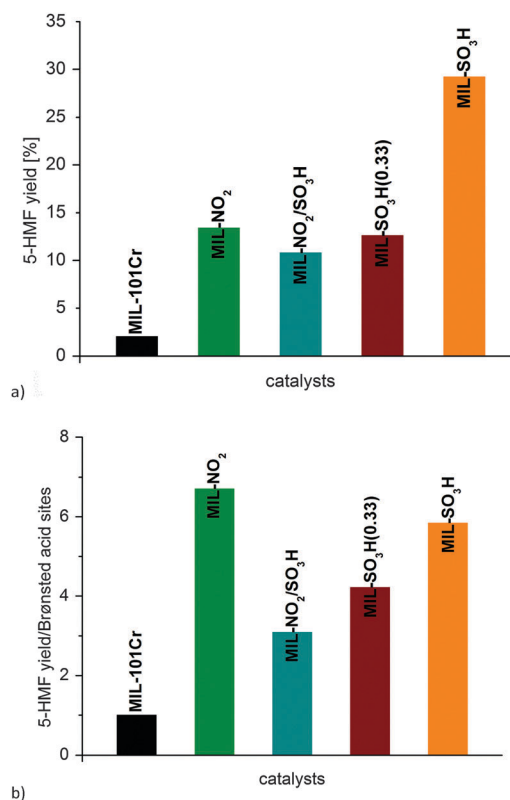 35
30
25
20
15
10
5
0
5-HMF yield [%]
MIL-101Cr
MIL-NO₂
MIL-NO₂/SO₃H
MIL-SO₃H(0.33)
MIL-SO₃H
catalysts
a)
8
6
4
2
0
5-HMF yield/Brønsted acid sites
MIL-101Cr
MIL-NO₂
MIL-NO₂/SO₃H
MIL-SO₃H(0.33)
MIL-SO₃H
catalysts
b)